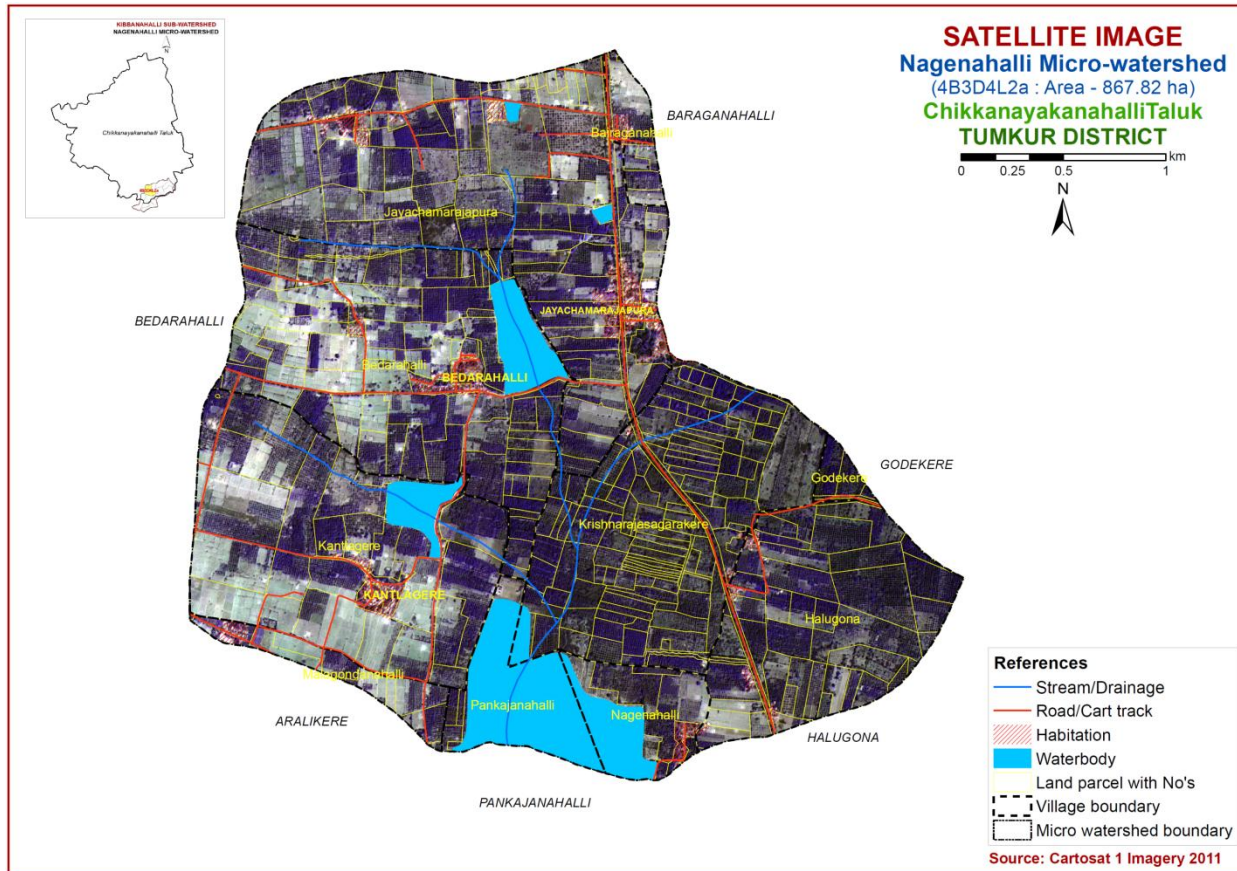 KIBBANAHALLI SUB-WATERSHED
NAGENAHALLI MICRO-WATERSHED
N
Chikkanayakanahalli Taluk
SATELLITE IMAGE
Nagenahalli Micro-watershed
(4B3D4L2a : Area - 867.82 ha)
ChikkanayakanahalliTaluk
TUMKUR DISTRICT
km
0 0.25 0.5 1
N
BARAGANAHALLI
Baraganahalli
Jayachamarajapura
JAYACHAMARAJAPURA
BEDARAHALLI
Bedarahalli
BEDARAHALLI
GODEKERE
Godekere
Krishnarajasagarakere
Kantlagere
KANTLAGERE
Halugona
Pankajanahalli
Nagenahalli
ARALIKERE
HALUGONA
PANKAJANAHALLI
References
Stream/Drainage
Road/Cart track
Habitation
Waterbody
Land parcel with No's
Village boundary
Micro watershed boundary
Source: Cartosat 1 Imagery 2011